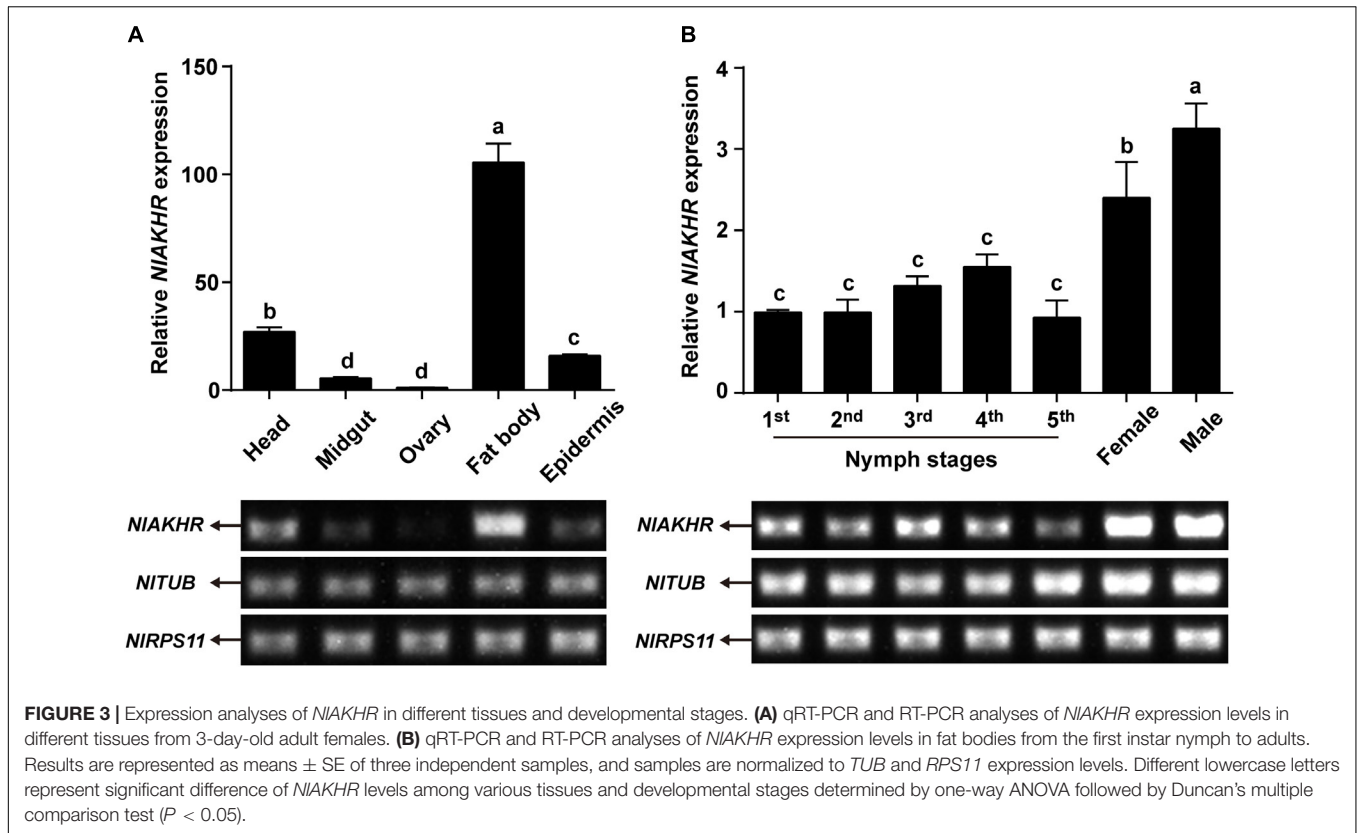 A
B
Relative NlAKHR expression
150
100
50
0
b
d
d
a
c
Head
Midgut
Ovary
Fat body
Epidermis
Relative NlAKHR expression
4
3
2
1
0
c
c
c
c
c
b
a
1st
2nd
3rd
4th
5th
Female
Male
Nymph stages
NlAKHR
NlTUB
NlRPS11
NlAKHR
NlTUB
NlRPS11
FIGURE 3 | Expression analyses of NlAKHR in different tissues and developmental stages. (A) qRT-PCR and RT-PCR analyses of NlAKHR expression levels in
different tissues from 3-day-old adult females. (B) qRT-PCR and RT-PCR analyses of NlAKHR expression levels in fat bodies from the first instar nymph to adults.
Results are represented as means ± SE of three independent samples, and samples are normalized to TUB and RPS11 expression levels. Different lowercase letters
represent significant difference of NlAKHR levels among various tissues and developmental stages determined by one-way ANOVA followed by Duncan's multiple
comparison test (P < 0.05).